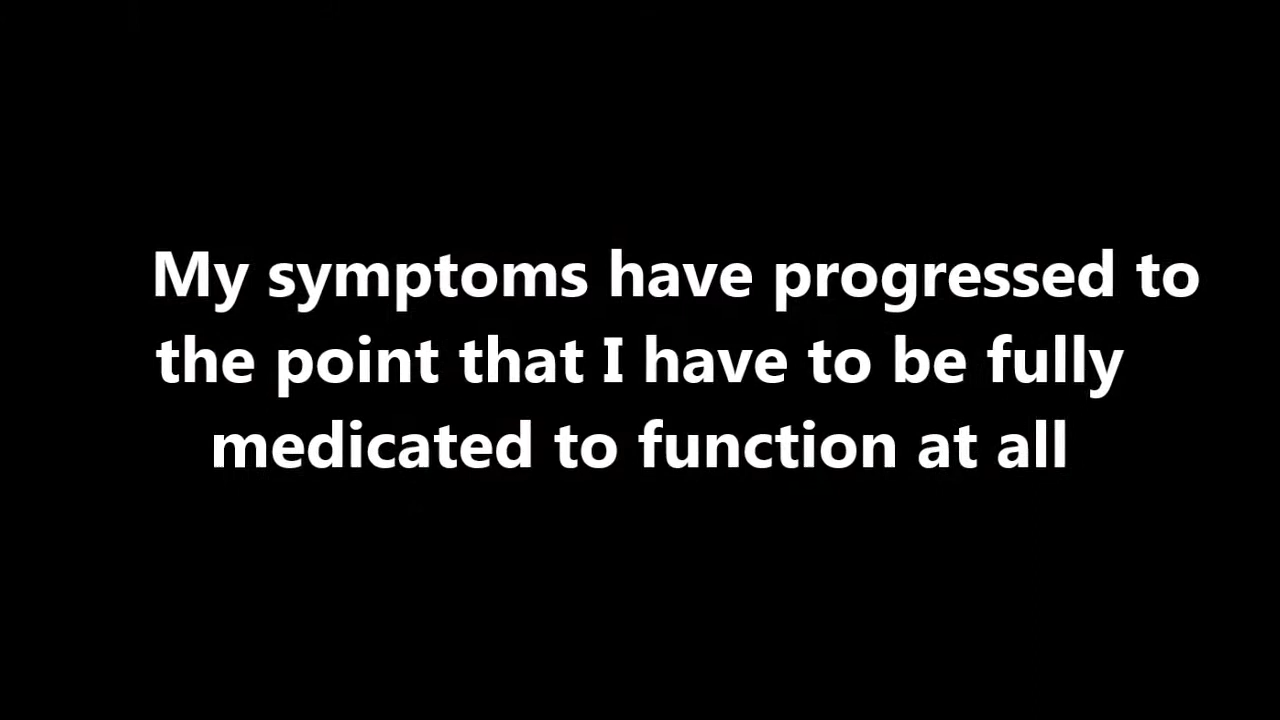 My symptoms have progressed to
the point that I have to be fully
medicated to function at all